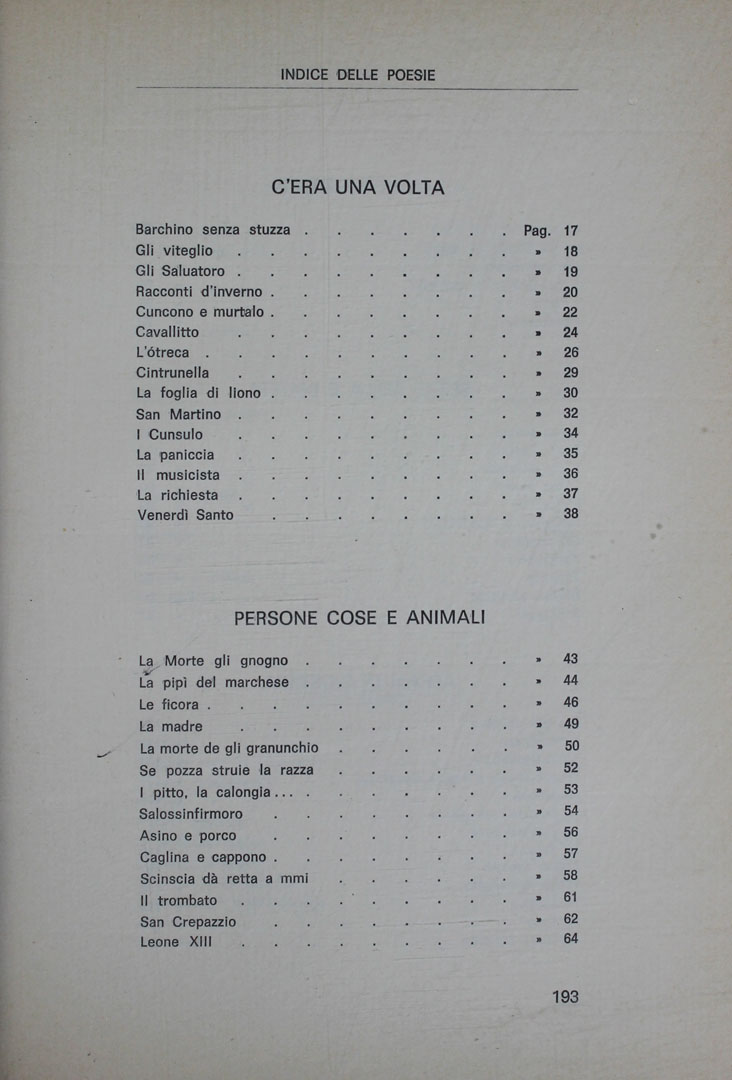 INDICE DELLE POESIE
C'ERA UNA VOLTA
Barchino senza stuzza . . . . . . . Pag. 17
Gli viteglio . . . . . . . . . » 18
Gli Saluatoro . . . . . . . . . » 19
Racconti d'inverno . . . . . . . . » 20
Cuncono e murtalo . . . . . . . . » 22
Cavallitto . . . . . . . . . » 24
L'ótreca . . . . . . . . . . » 26
Cintrunella . . . . . . . . . » 29
La foglia di liono . . . . . . . . » 30
San Martino . . . . . . . . . » 32
I Cunsulo . . . . . . . . . » 34
La paniccia . . . . . . . . . » 35
Il musicista . . . . . . . . . » 36
La richiesta . . . . . . . . . » 37
Venerdì Santo . . . . . . . . » 38
PERSONE COSE E ANIMALI
La Morte gli gnogno . . . . . . . » 43
La pipì del marchese . . . . . . . » 44
Le ficora . . . . . . . . . . » 46
La madre . . . . . . . . . » 49
La morte de gli granunchio . . . . . . » 50
Se pozza struie la razza . . . . . . » 52
I pitto, la calongia... . . . . . . . » 53
Salossinfirmoro . . . . . . . . » 54
Asino e porco . . . . . . . . » 56
Caglina e cappono . . . . . . . . » 57
Scinscia dà retta a mmi . . . . . . » 58
Il trombato . . . . . . . . . » 61
San Crepazzio . . . . . . . . » 62
Leone XIII . . . . . . . . . » 64
193